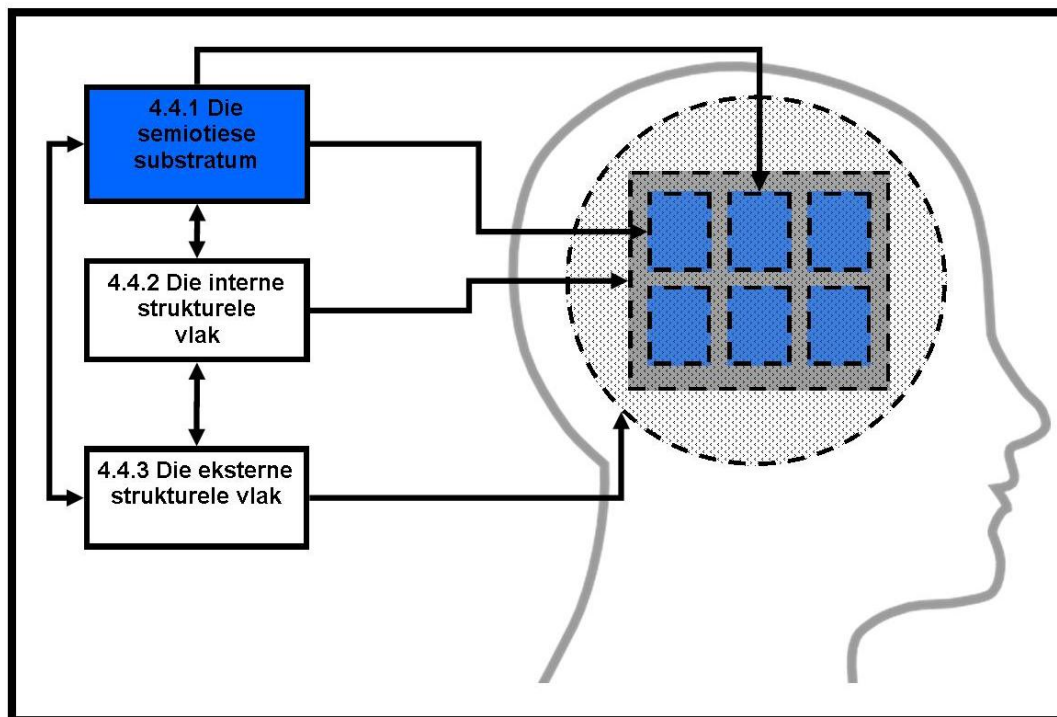 4.4.1 Die
semiotiese
substratum
4.4.2 Die interne
strukturele
vlak
4.4.3 Die eksterne
strukturele vlak